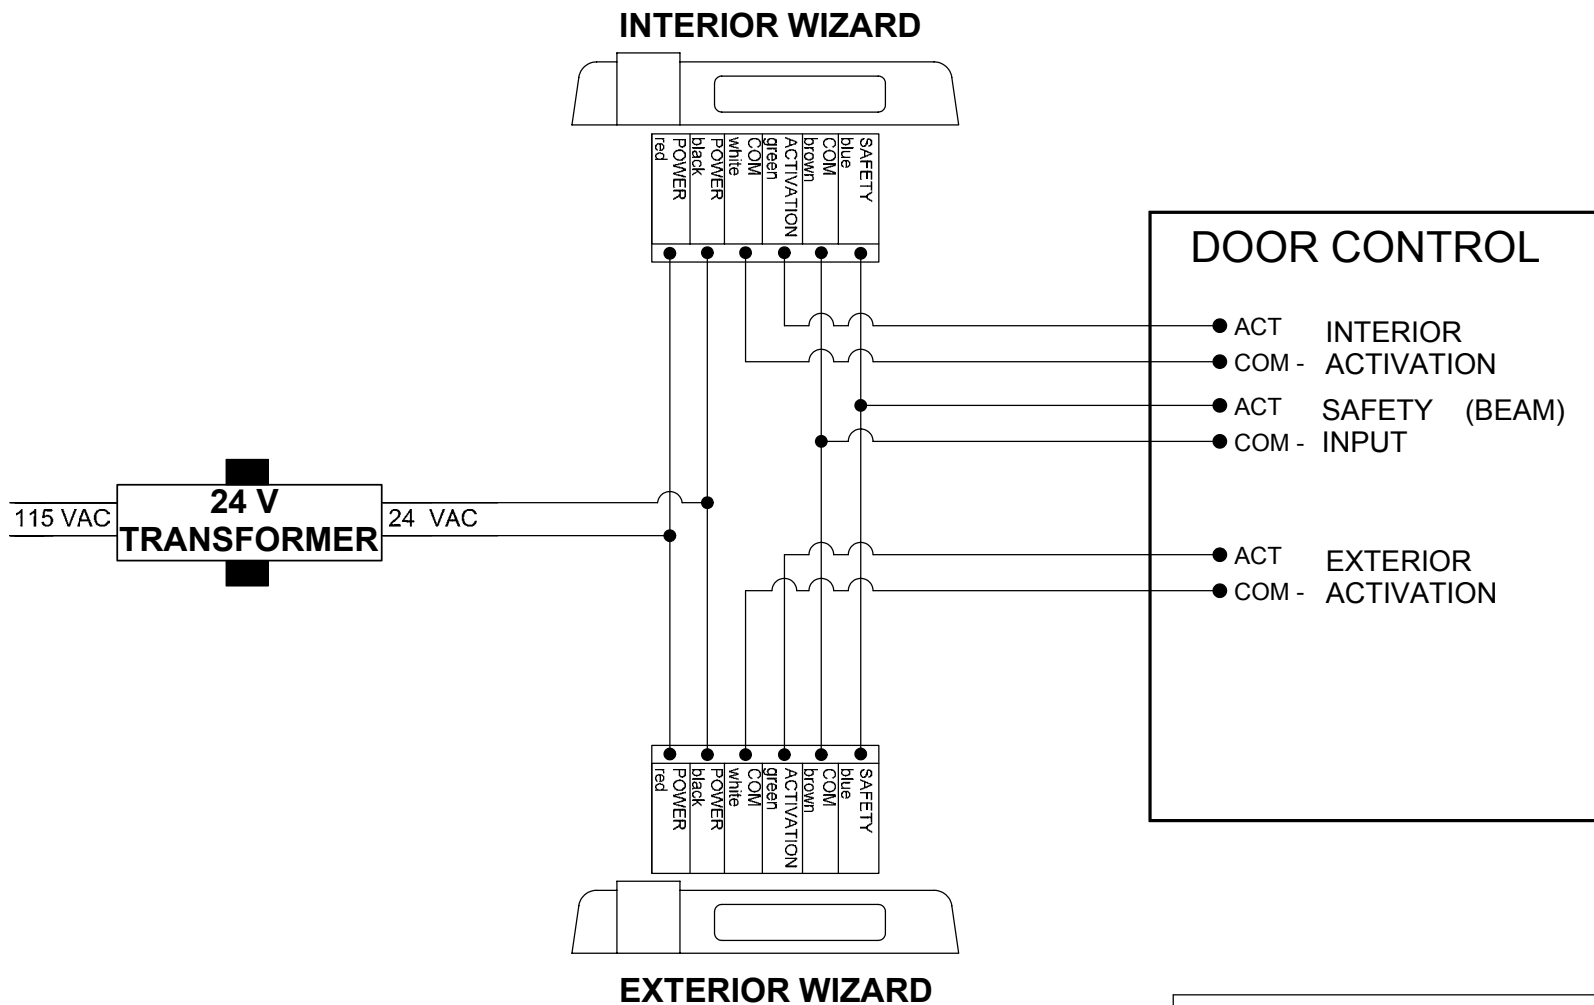 INTERIOR WIZARD
POWER
red
POWER
black
COM
white
ACTIVATION
green
COM
brown
SAFETY
blue
DOOR CONTROL
ACT INTERIOR
COM - ACTIVATION
ACT SAFETY (BEAM)
COM - INPUT
24 V
115 VAC
24 VAC
TRANSFORMER
ACT EXTERIOR
COM - ACTIVATION
POWER
red
POWER
black
COM
white
ACTIVATION
green
COM
brown
SAFETY
blue
EXTERIOR WIZARD